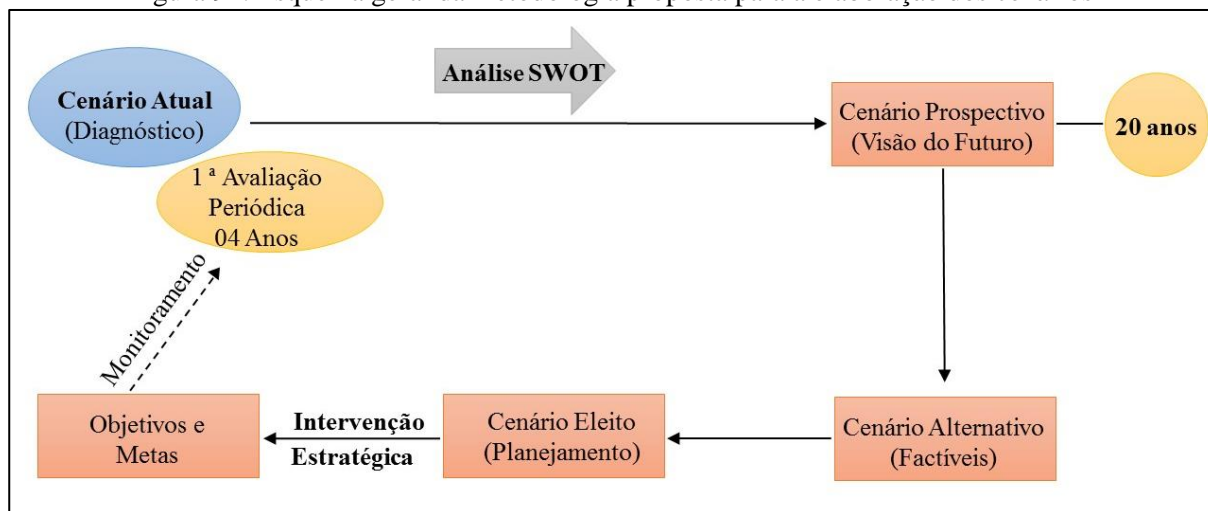 Análise SWOT
Cenário Atual
(Diagnóstico)
1 ª Avaliação
Periódica
04 Anos
Cenário Prospectivo
(Visão do Futuro)
20 anos
Monitoramento
Objetivos e
Metas
Intervenção
Estratégica
Cenário Eleito
(Planejamento)
Cenário Alternativo
(Factíveis)